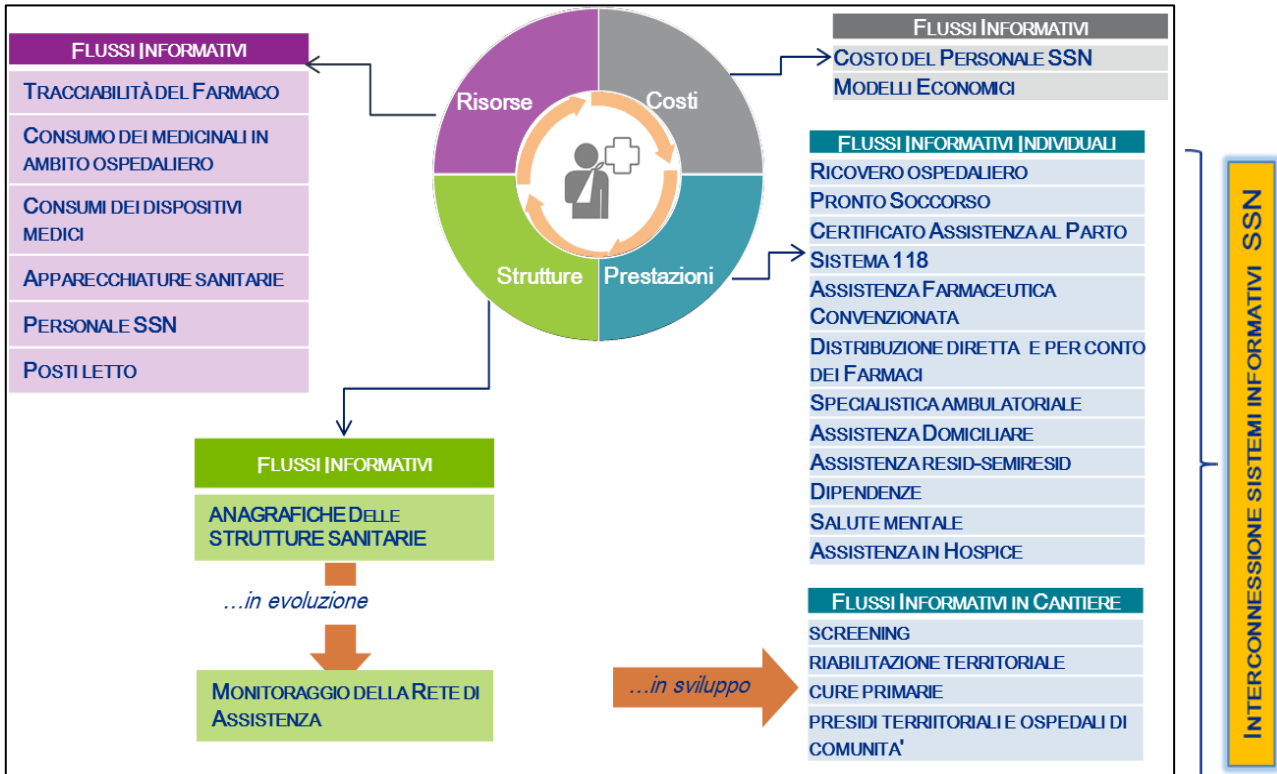 FLUSSI INFORMATIVI
TRACCIABILITÀ DEL FARMACO
CONSUMO DEI MEDICINALI IN
AMBITO OSPEDALIERO
CONSUMI DEI DISPOSITIVI
MEDICI
APPARECCHIATURE SANITARIE
PERSONALE SSN
POSTI LETTO
Risorse
Costi
Strutture
Prestazioni
FLUSSI INFORMATIVI
COSTO DEL PERSONALE SSN
MODELLI ECONOMICI
FLUSSI INFORMATIVI INDIVIDUALI
RICOVERO OSPEDALIERO
PRONTO SOCCORSO
CERTIFICATO ASSISTENZA AL PARTO
SISTEMA 118
ASSISTENZA FARMACEUTICA
CONVENZIONATA
DISTRIBUZIONE DIRETTA E PER CONTO
DEI FARMACI
SPECIALISTICA AMBULATORIALE
ASSISTENZA DOMICILIARE
ASSISTENZA RESID-SEMIRESID
DIPENDENZE
SALUTE MENTALE
ASSISTENZA IN HOSPICE
FLUSSI INFORMATIVI
ANAGRAFICHE DELLE
STRUTTURE SANITARIE
...in evoluzione
MONITORAGGIO DELLA RETE DI
ASSISTENZA
...in sviluppo
FLUSSI INFORMATIVI IN CANTIERE
SCREENING
RIABILITAZIONE TERRITORIALE
CURE PRIMARIE
PRESIDI TERRIITORIALI E OSPEDALI DI
COMUNITA'
INTERCONNESSIONE SISTEMI INFORMATIVI SSN